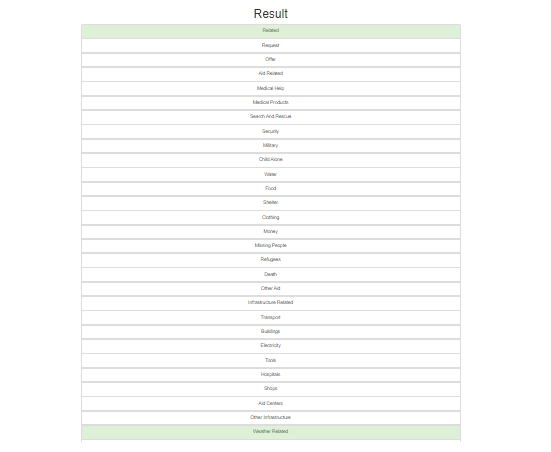 Result
Related
Request
Offer
Aid Related
Medical Help
Medical Products
Search And Rescue
Security
Military
Child Alone
Water
Food
Shelter
Clothing
Money
Missing People
Refugees
Death
Other Aid
Infrastructure Related
Transport
Buildings
Electricity
Tools
Hospitals
Shops
Aid Centers
Other Infrastructure
Weather Related